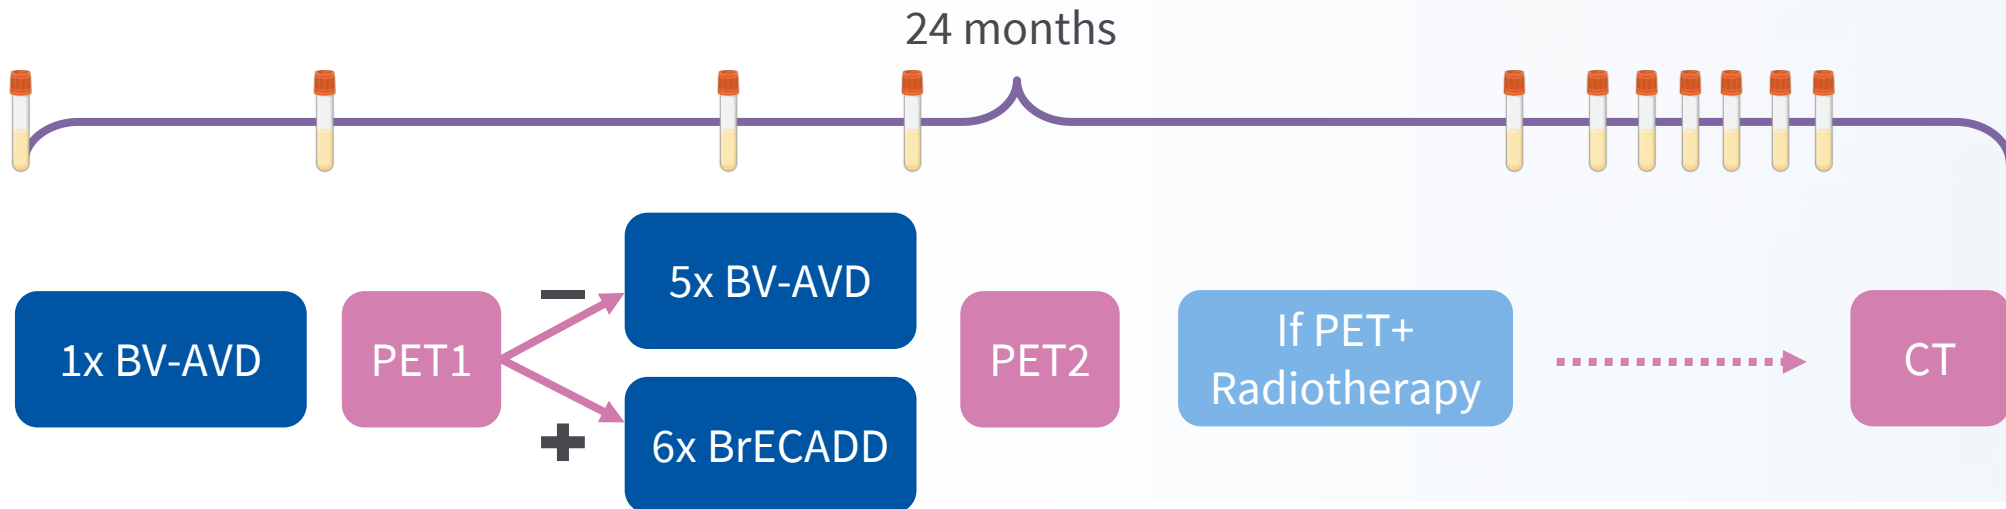 24 months
1x BV-AVD
PET1
−
+
5x BV-AVD
6x BrECADD
PET2
If PET+
Radiotherapy
CT